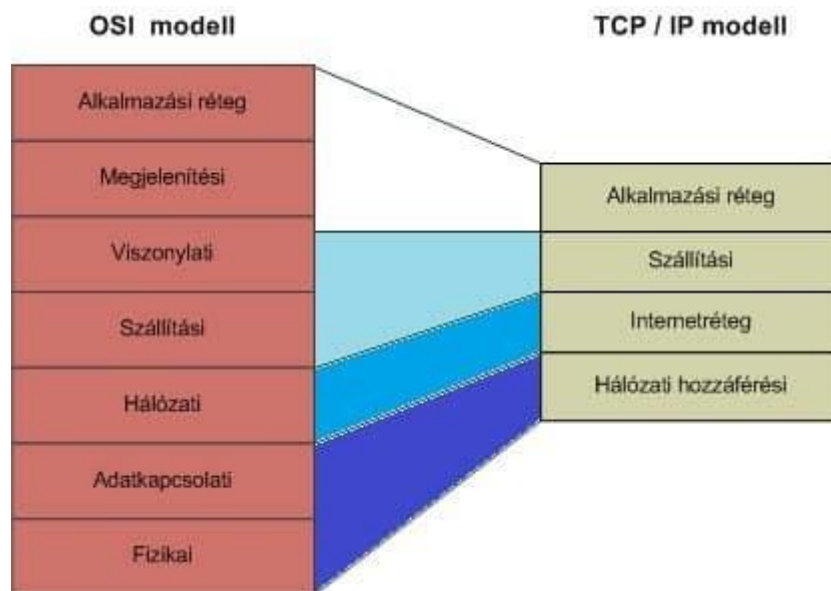 OSI modell
TCP / IP modell
Alkalmazási réteg
Megjelenítési
Viszonylati
Szállítási
Hálózati
Adatkapcsolati
Fizikai
Alkalmazási réteg
Szállítási
Internetréteg
Hálózati hozzáférési